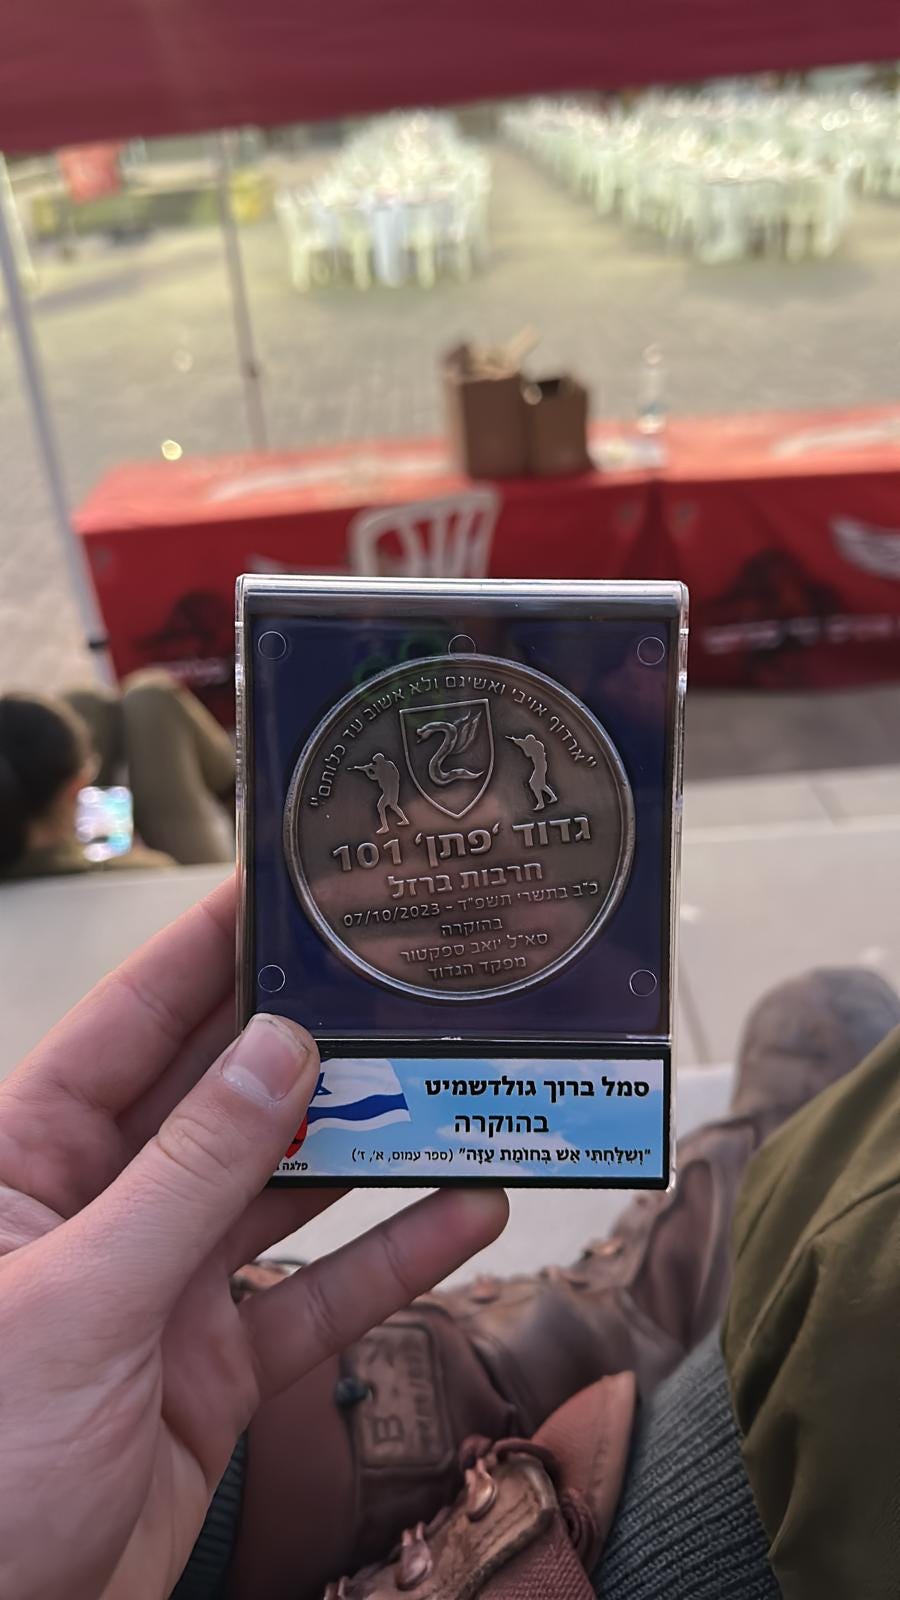 "ארדוף אויבי ואשיגם ולא אשוב עד כלותם"
גדוד 'פתן' 101
חרבות ברזל
כ"ב בתשרי תשפ"ד - 07/10/2023
בהוקרה
סא"ל יואב ספקטור
מפקד הגדוד
סמל ברוך גולדשמיט
בהוקרה
"וְשִׁלַּחְתִּי אֵשׁ בְּחוֹמַת עַזָּה" (ספר עמוס, א', ז')
פלגה
B